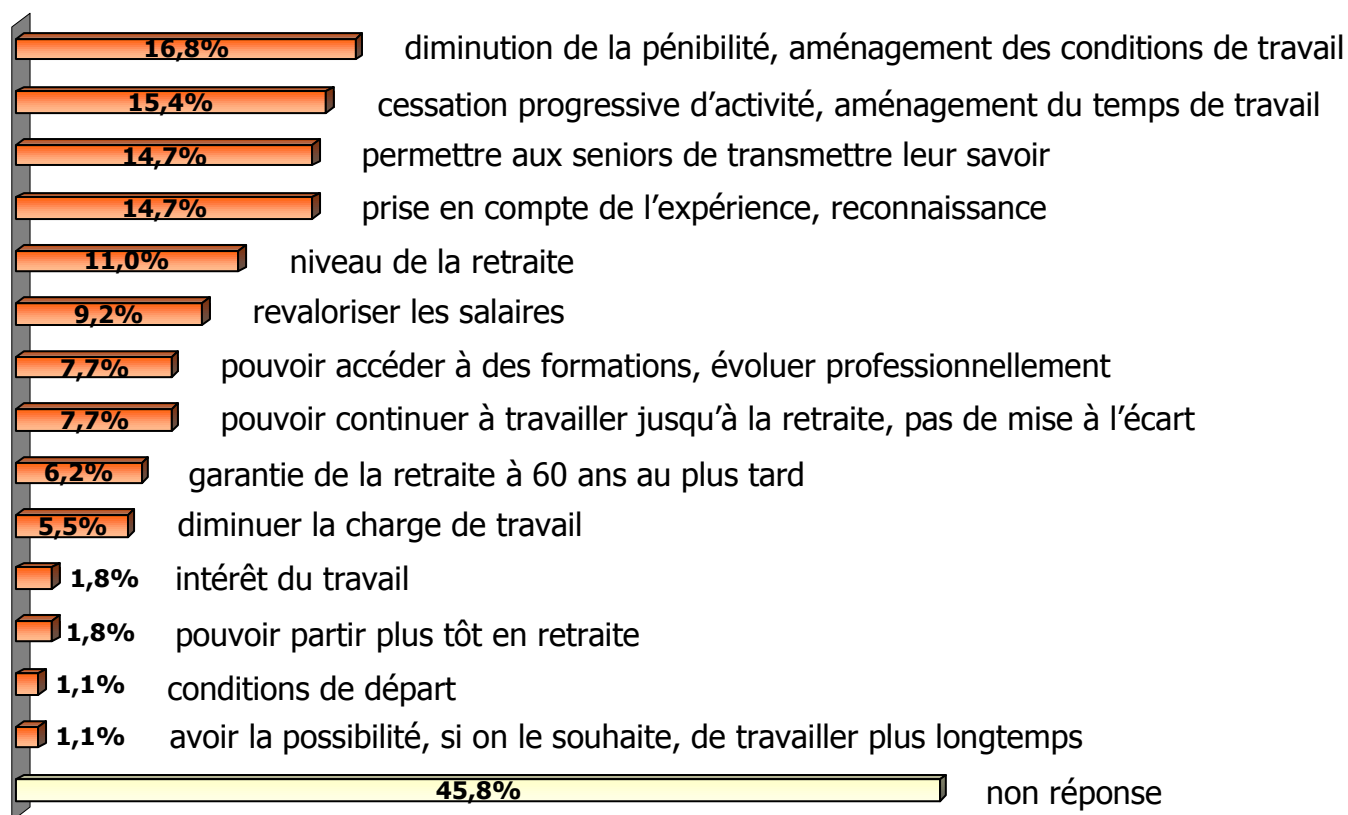 16,8% diminution de la pénibilité, aménagement des conditions de travail
15,4% cessation progressive d’activité, aménagement du temps de travail
14,7% permettre aux seniors de transmettre leur savoir
14,7% prise en compte de l’expérience, reconnaissance
11,0% niveau de la retraite
9,2% revaloriser les salaires
7,7% pouvoir accéder à des formations, évoluer professionnellement
7,7% pouvoir continuer à travailler jusqu’à la retraite, pas de mise à l’écart
6,2% garantie de la retraite à 60 ans au plus tard
5,5% diminuer la charge de travail
1,8% intérêt du travail
1,8% pouvoir partir plus tôt en retraite
1,1% conditions de départ
1,1% avoir la possibilité, si on le souhaite, de travailler plus longtemps
45,8% non réponse